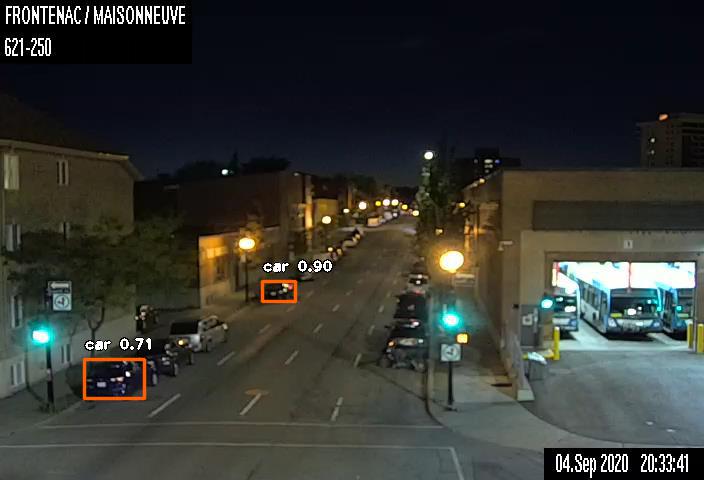 FRONTENAC / MAISONNEUVE
621-250
car 0.90
car 0.71
04.Sep 2020 20:33:41